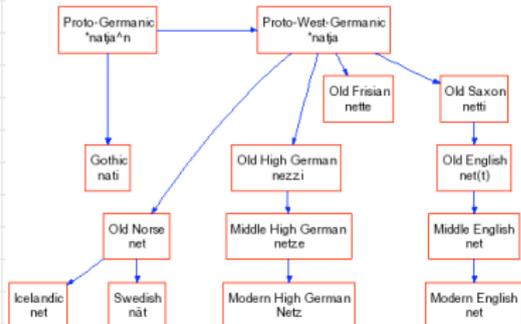 Proto-Germanic
*natja^n
Proto-West-Germanic
*natja
Old Frisian
nette
Old Saxon
netti
Gothic
nati
Old High German
nezzi
Old English
net(t)
Old Norse
net
Middle High German
netze
Middle English
net
Icelandic
net
Swedish
nät
Modern High German
Netz
Modern English
net